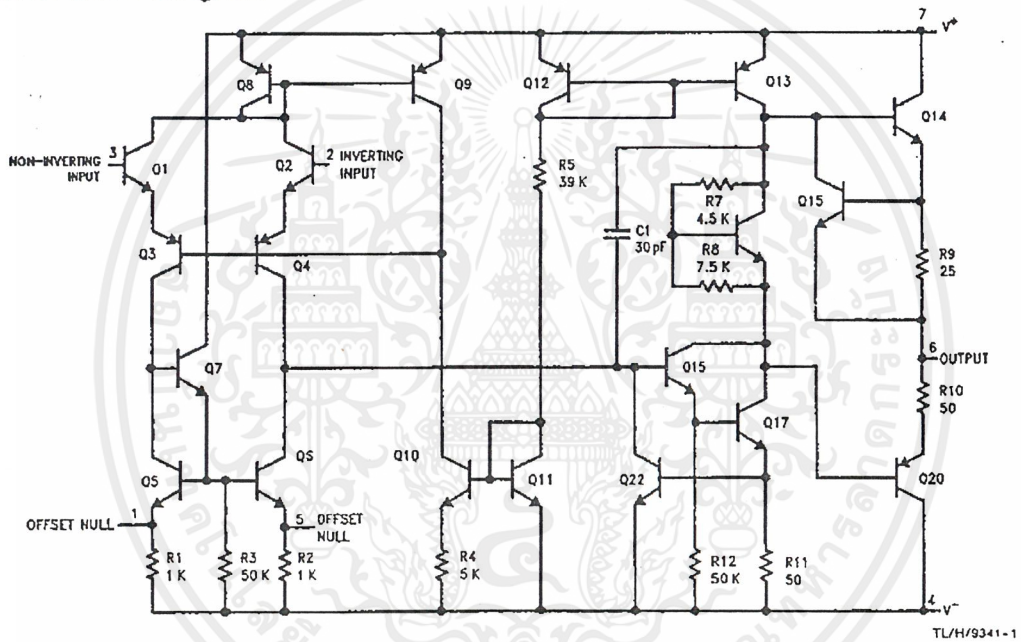 7
V+
Q8
Q9
Q12
Q13
Q14
3
NON-INVERTING
INPUT
Q1
Q2
2
INVERTING
INPUT
R5
39 K
Q15
R7
4.5 K
C1
30 pF
R8
7.5 K
Q3
Q4
R9
25
6
OUTPUT
Q7
Q15
R10
50
Q17
Q5
QS
Q10
Q11
Q22
Q20
OFFSET NULL
1
5
OFFSET
NULL
R1
1 K
R3
50 K
R2
1 K
R4
5 K
R12
50 K
R11
50
4
V-
TL/H/9341-1